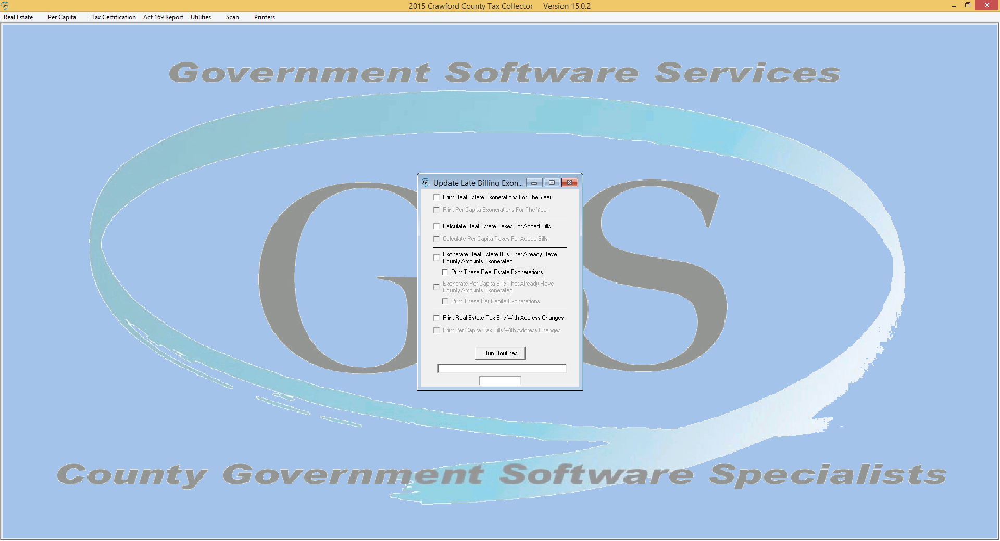 2015 Crawford County Tax Collector Version 15.0.2
Real Estate Per Capita Tax Certification Act 169 Report Utilities Scan Printers
Government Software Services
GSS
Update Late Billing Exon...
Print Real Estate Exonerations For The Year
Print Per Capita Exonerations For The Year
Calculate Real Estate Taxes For Added Bills
Calculate Per Capita Taxes For Added Bills
Exonerate Real Estate Bills That Already Have
County Amounts Exonerated
Print These Real Estate Exonerations
Exonerate Per Capita Bills That Already Have
County Amounts Exonerated
Print These Per Capita Exonerations
Print Real Estate Tax Bills With Address Changes
Print Per Capita Tax Bills With Address Changes
Run Routines
County Government Software Specialists